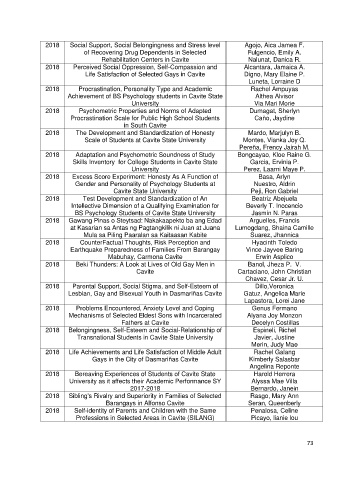 2018 Social Support, Social Belongingness and Stress level Agojo, Aica Jamea F.
of Recovering Drug Dependents in Selected Fulgencio, Emily A.
Rehabilitation Centers in Cavite Nalunat, Danica R.
2018 Perceived Social Oppression, Self-Compassion and Alcantara, Jamaica A.
Life Satisfaction of Selected Gays in Cavite Digno, Mary Elaine P.
Luneta, Lorraine D
2018 Procrastination, Personality Type and Academic Rachel Ampuyas
Achievement of BS Psychology students in Cavite State Althea Alvisor
University Via Mari Morie
2018 Psychometric Properties and Norms of Adapted Dumagat, Sherlyn
Procrastination Scale for Public High School Students Caño, Jaydine
in South Cavite
2018 The Development and Standardization of Honesty Mardo, Marjulyn B.
Scale of Students at Cavite State University Montes, Vianka Joy Q
Pereña, Frency Jairah M.
2018 Adaptation and Psychometric Soundness of Study Bongcayao, Kloe Raine G.
Skills Inventory for College Students in Cavite State Garcia, Evinia P.
University Perez, Laarni Maye P.
2018 Excess Score Experiment: Honesty As A Function of Basa, Arlyn
Gender and Personality of Psychology Students at Nuestro, Aldrin
Cavite State University Peji, Ron Gabriel
2018 Test Development and Standardization of An Beatriz Abejuela
Intellective Dimension of a Qualifying Examination for Beverly T. Inocencio
BS Psychology Students of Cavite State University Jasmin N. Paras
2018 Gawang Pinas o Steytsad: Nakakaapekto ba ang Edad Arguelles, Francis
at Kasarian sa Antas ng Pagtangkilik ni Juan at Juana Lumogdang, Shaina Camille
Mula sa Piling Paaralan sa Kabisasan Kabite Suarez, Jhannica
2018 CounterFactual Thoughts, Risk Perception and Hyacinth Toledo
Earthquake Preparedness of Families From Barangay Vince Jayvee Baring
Mabuhay, Carmona Cavite Erwin Asplico
2018 Beki Thunders: A Look at Lives of Old Gay Men in Banol, Jheza P. V.
Cavite Cartaciano, John Christian
Chavez, Cesar Jr. U.
2018 Parental Support, Social Stigma, and Self-Esteem of Dillo, Veronica
Lesbian, Gay and Bisexual Youth in Dasmariñas Cavite Gatuz, Angelica Marie
Lapastora, Lorei Jane
2018 Problems Encountered, Anxiety Level and Coping Genus Fermano
Mechanisms of Selected Eldest Sons with Incarcerated Alyana Joy Monzon
Fathers at Cavite Decelyn Costillas
2018 Belongingness, Self-Esteem and Social-Relationship of Espineli, Richel
Transnational Students in Cavite State University Javier, Justine
Merin, Judy Mae
2018 Life Achievements and Life Satisfaction of Middle Adult Rachel Galang
Gays in the City of Dasmariñas Cavite Kimberly Salastbar
Angelina Reponte
2018 Bereaving Experiences of Students of Cavite State Harold Herrera
University as it affects their Academic Performance SY Alyssa Mae Villa
2017-2018 Bernardo, Janein
2018 Sibling's Rivalry and Superiority in Families of Selected Rasgo, Mary Ann
Barangays in Alfonso Cavite Seran, Queenberly
2018 Self-identity of Parents and Children with the Same Penalosa, Celine
Professions in Selected Areas in Cavite (SILANG) Picayo, lianie lou
73